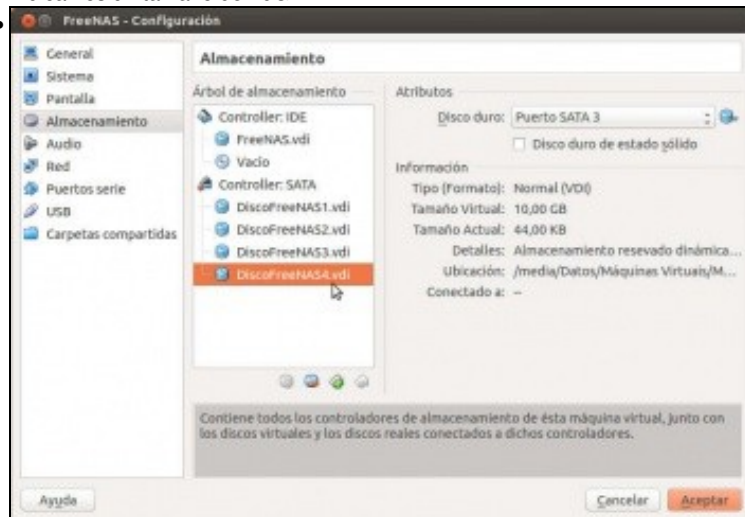 FreeNAS - Configuración
General
Sistema
Pantalla
Almacenamiento
Audio
Red
Puertos serie
USB
Carpetas compartidas
Almacenamiento
Árbol de almacenamiento
Controller: IDE
FreeNAS.vdi
Vacío
Controller: SATA
DiscoFreeNAS1.vdi
DiscoFreeNAS2.vdi
DiscoFreeNAS3.vdi
DiscoFreeNAS4.vdi
Atributos
Disco duro: Puerto SATA 3
Disco duro de estado sólido
Información
Tipo (Formato): Normal (VDI)
Tamaño Virtual: 10,00 GB
Tamaño Actual: 44,00 KB
Detalles: Almacenamiento resevado dinámica...
Ubicación: /media/Datos/Máquinas Virtuais/M...
Conectado a: --
Contiene todos los controladores de almacenamiento de ésta máquina virtual, junto con
los discos virtuales y los discos reales conectados a dichos controladores.
Ayuda
Cancelar
Aceptar